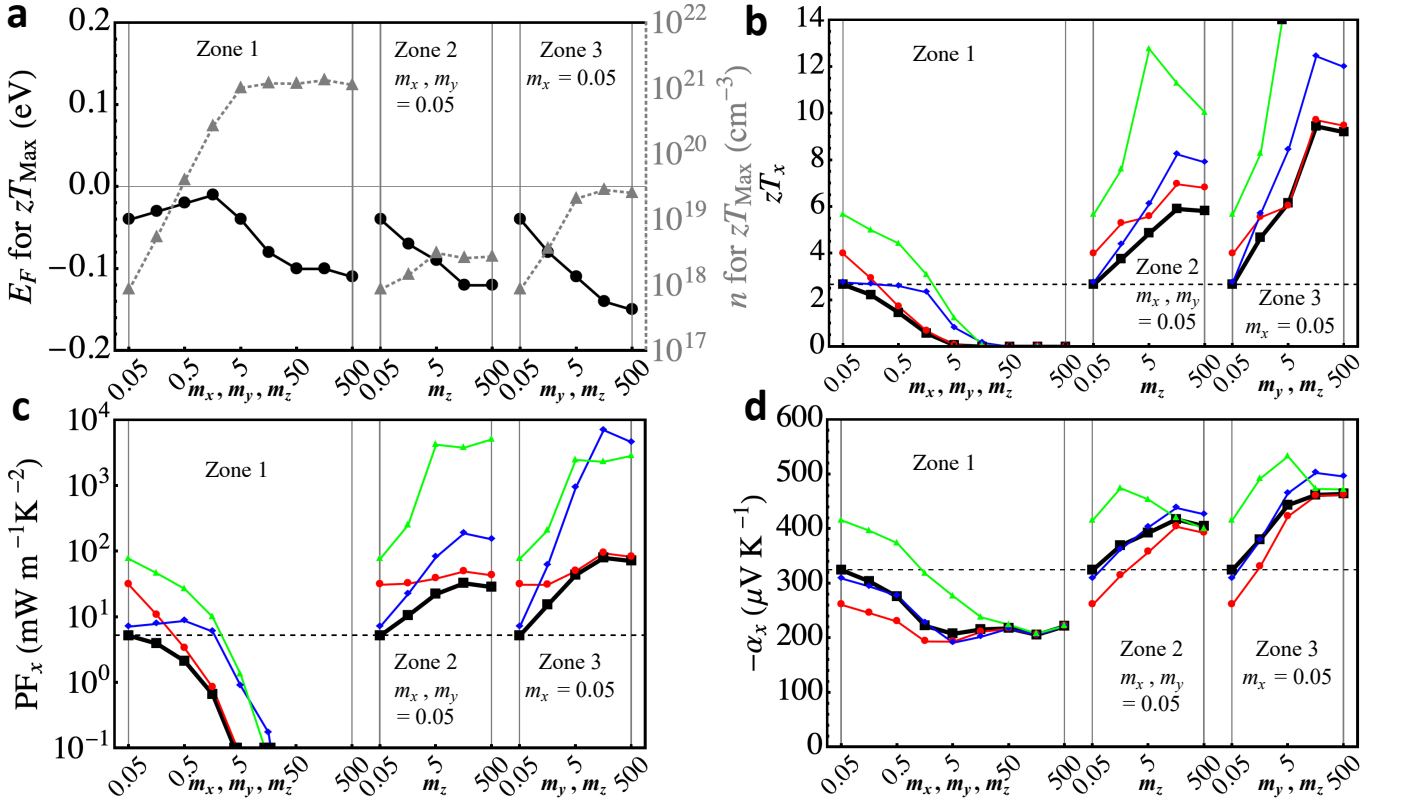 a
E_F for zT_Max (eV)
0.2
0.1
0.0
−0.1
−0.2
Zone 1
Zone 2
m_x , m_y
= 0.05
Zone 3
m_x = 0.05
10^22
10^21
10^20
10^19
10^18
10^17
n for zT_Max (cm^−3)
0.05
0.5
5
50
500
m_x , m_y , m_z
0.05
5
500
m_z
0.05
5
500
m_y , m_z
b
zT_x
14
12
10
8
6
4
2
0
Zone 1
Zone 2
m_x , m_y
= 0.05
Zone 3
m_x = 0.05
0.05
0.5
5
50
500
m_x , m_y , m_z
0.05
5
500
m_z
0.05
5
500
m_y , m_z
c
PF_x (mW m^−1 K^−2)
10^4
10^3
10^2
10^1
10^0
10^−1
Zone 1
Zone 2
m_x , m_y
= 0.05
Zone 3
m_x = 0.05
0.05
0.5
5
50
500
m_x , m_y , m_z
0.05
5
500
m_z
0.05
5
500
m_y , m_z
d
−α_x (μV K^−1)
600
500
400
300
200
100
0
Zone 1
Zone 2
m_x , m_y
= 0.05
Zone 3
m_x = 0.05
0.05
0.5
5
50
500
m_x , m_y , m_z
0.05
5
500
m_z
0.05
5
500
m_y , m_z